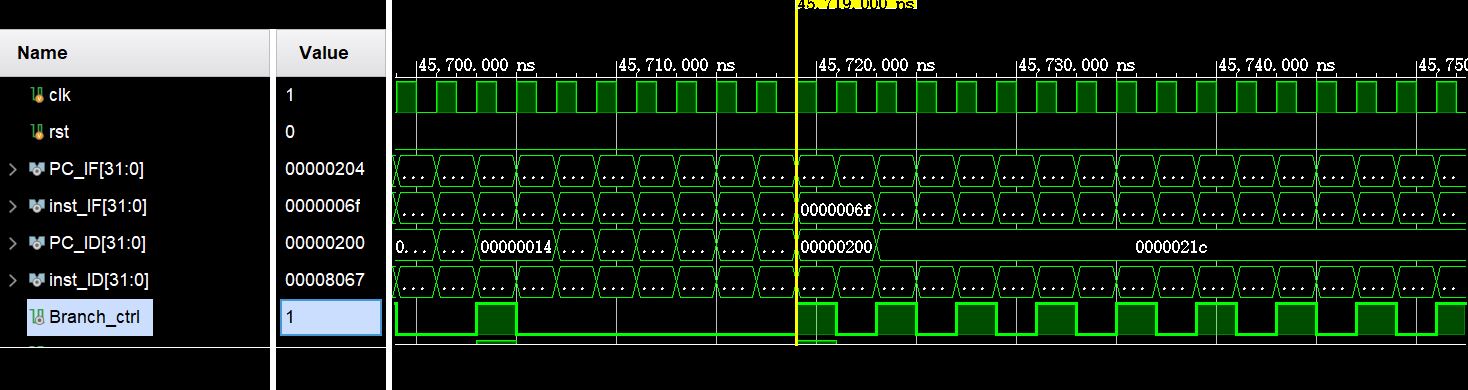 45,719.000 ns
Name Value
45,700.000 ns 45,710.000 ns 45,720.000 ns 45,730.000 ns 45,740.000 ns 45,750
clk 1
rst 0
PC_IF[31:0] 00000204 ... ... ... ... ... ... ... ... ... ... ... ... ... ... ... ... ... ... ... ... ... ... ... ... ... ... ...
inst_IF[31:0] 0000006f ... ... ... ... ... ... ... ... ... ... 0000006f ... ... ... ... ... ... ... ... ... ... ... ... ... ... ...
PC_ID[31:0] 00000200 0... ... 00000014 ... ... ... ... ... ... 00000200 0000021c
inst_ID[31:0] 00008067 ... ... ... ... ... ... ... ... ... ... ... ... ... ... ... ... ... ... ... ... ... ... ... ... ... ... ...
Branch_ctrl 1